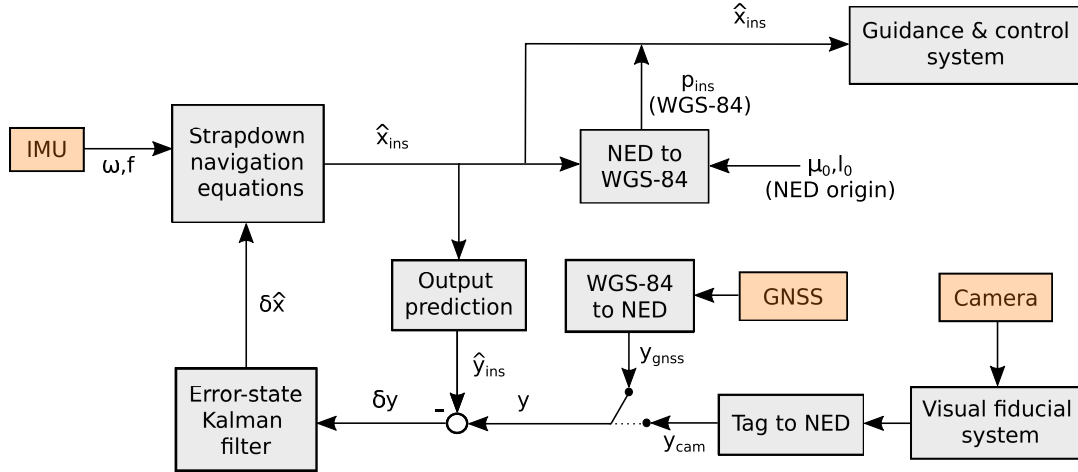 x̂ins
Guidance & control
system
pins
(WGS-84)
IMU
ω,f
Strapdown
navigation
equations
x̂ins
NED to
WGS-84
μ0,l0
(NED origin)
Output
prediction
WGS-84
to NED
GNSS
Camera
δx̂
ŷins
ygnss
Error-state
Kalman
filter
δy
-
y
ycam
Tag to NED
Visual fiducial
system